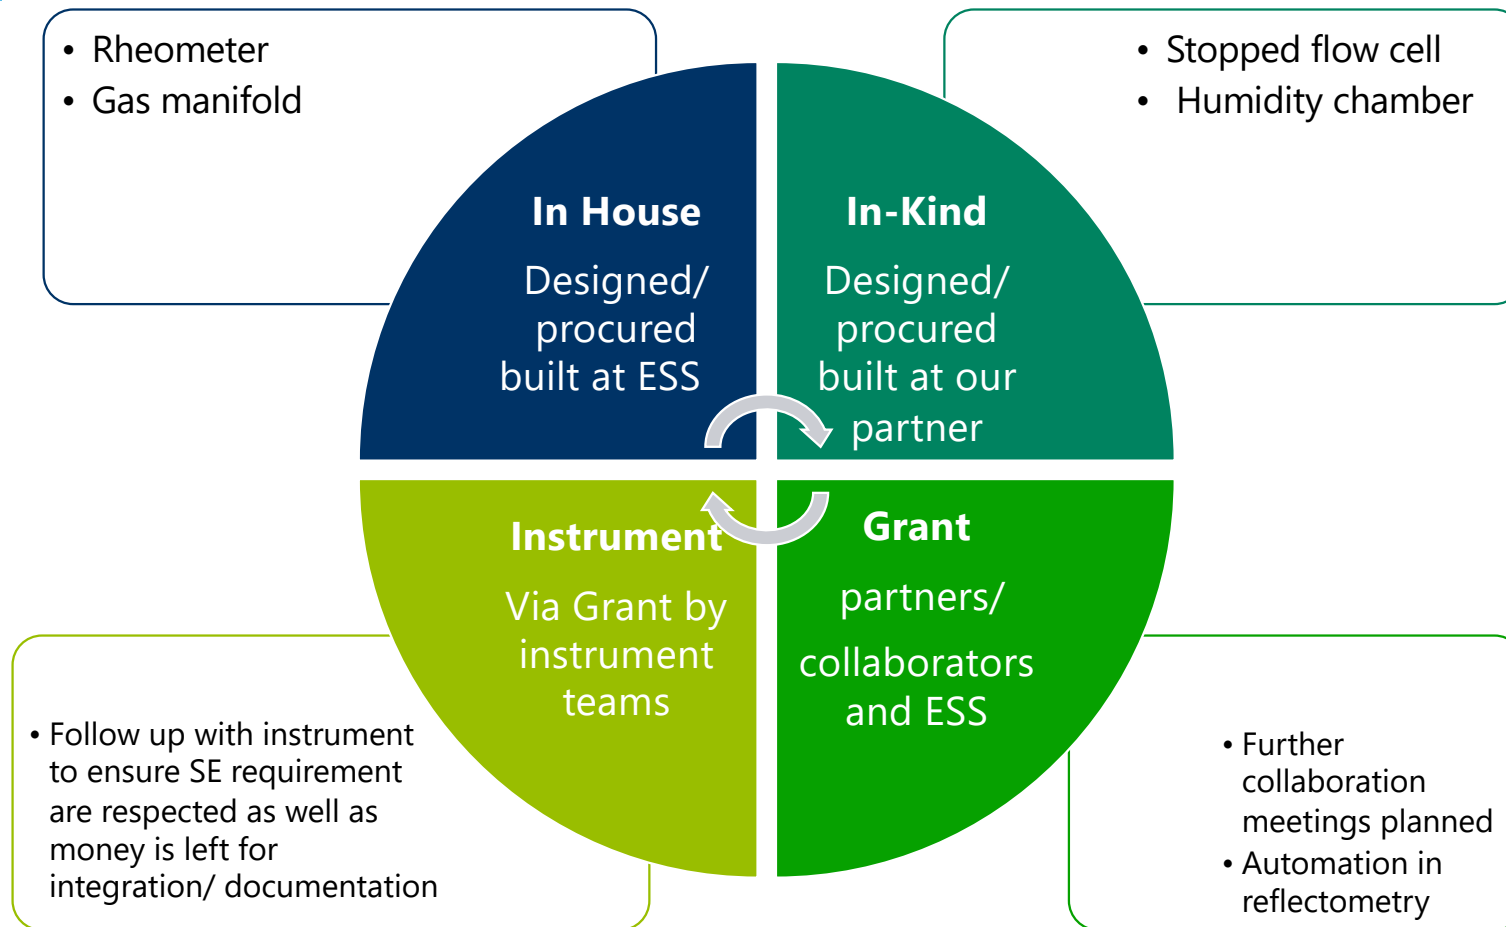 • Rheometer
• Gas manifold
• Stopped flow cell
• Humidity chamber
In House
Designed/
procured
built at ESS
In-Kind
Designed/
procured
built at our
partner
Instrument
Via Grant by
instrument
teams
Grant
partners/
collaborators
and ESS
• Follow up with instrument
to ensure SE requirement
are respected as well as
money is left for
integration/ documentation
• Further
collaboration
meetings planned
• Automation in
reflectometry